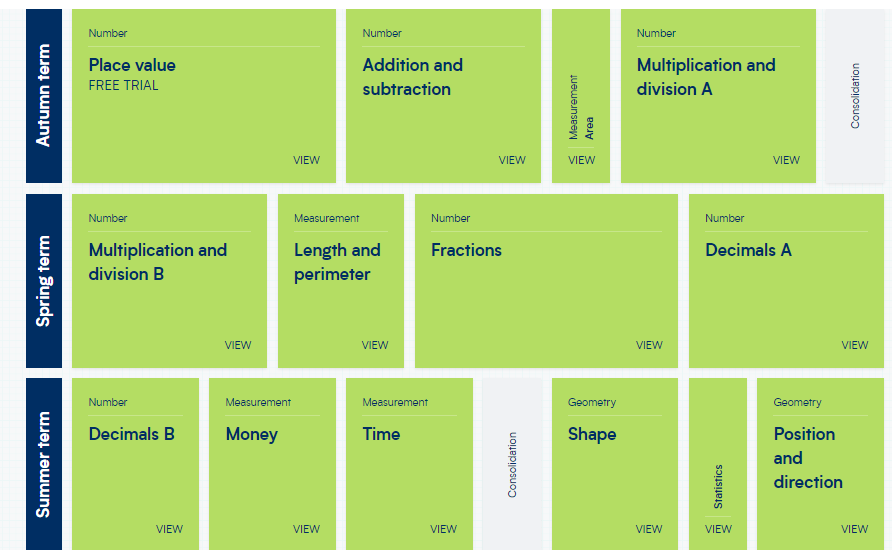 Autumn term
Number
Place value
FREE TRIAL
VIEW
Number
Addition and
subtraction
VIEW
Measurement
Area
VIEW
Number
Multiplication and
division A
VIEW
Consolidation
Spring term
Number
Multiplication and
division B
VIEW
Measurement
Length and
perimeter
VIEW
Number
Fractions
VIEW
Number
Decimals A
VIEW
Summer term
Number
Decimals B
VIEW
Measurement
Money
VIEW
Measurement
Time
VIEW
Consolidation
Geometry
Shape
VIEW
Statistics
VIEW
Geometry
Position
and
direction
VIEW